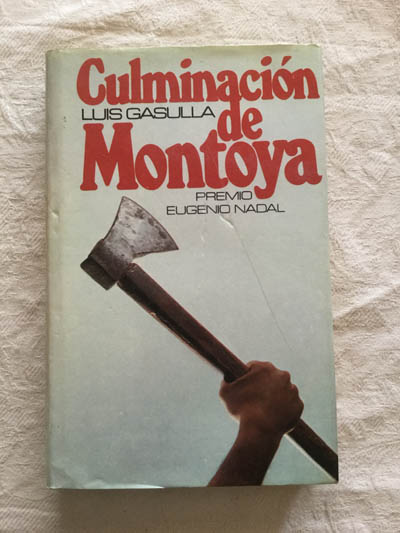 Culminación
LUIS GASULLA
de
Montoya
PREMIO
EUGENIO NADAL